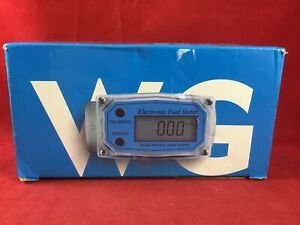 WG
Electronic Fuel Meter
CALIBRATE
000
DISPLAY